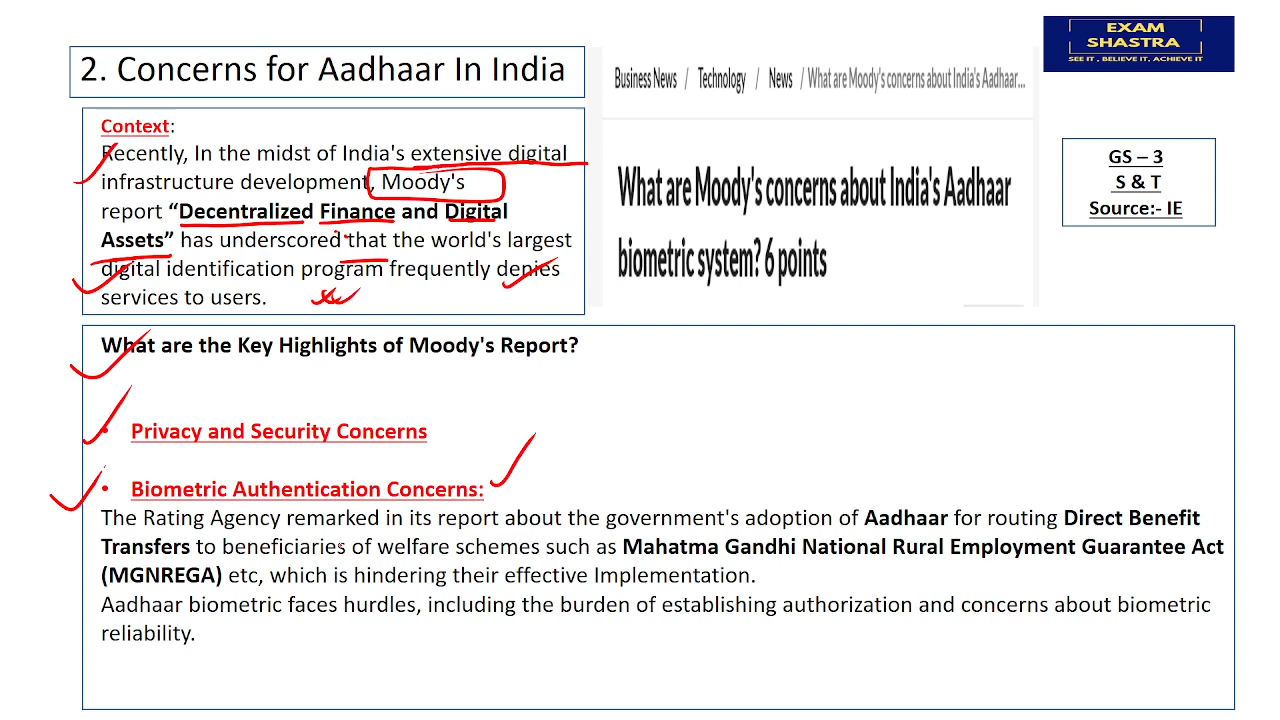 EXAM
SHASTRA
SEE IT , BELIEVE IT, ACHIEVE IT
2. Concerns for Aadhaar In India
Business News / Technology / News / What are Moody's concerns about India's Aadhaar...
Context:
Recently, In the midst of India's extensive digital
infrastructure development, Moody's
report “Decentralized Finance and Digital
Assets” has underscored that the world's largest
digital identification program frequently denies
services to users.
What are Moody's concerns about India's Aadhaar
biometric system? 6 points
GS – 3
S & T
Source:- IE
What are the Key Highlights of Moody's Report?
• Privacy and Security Concerns
• Biometric Authentication Concerns:
The Rating Agency remarked in its report about the government's adoption of Aadhaar for routing Direct Benefit
Transfers to beneficiaries of welfare schemes such as Mahatma Gandhi National Rural Employment Guarantee Act
(MGNREGA) etc, which is hindering their effective Implementation.
Aadhaar biometric faces hurdles, including the burden of establishing authorization and concerns about biometric
reliability.